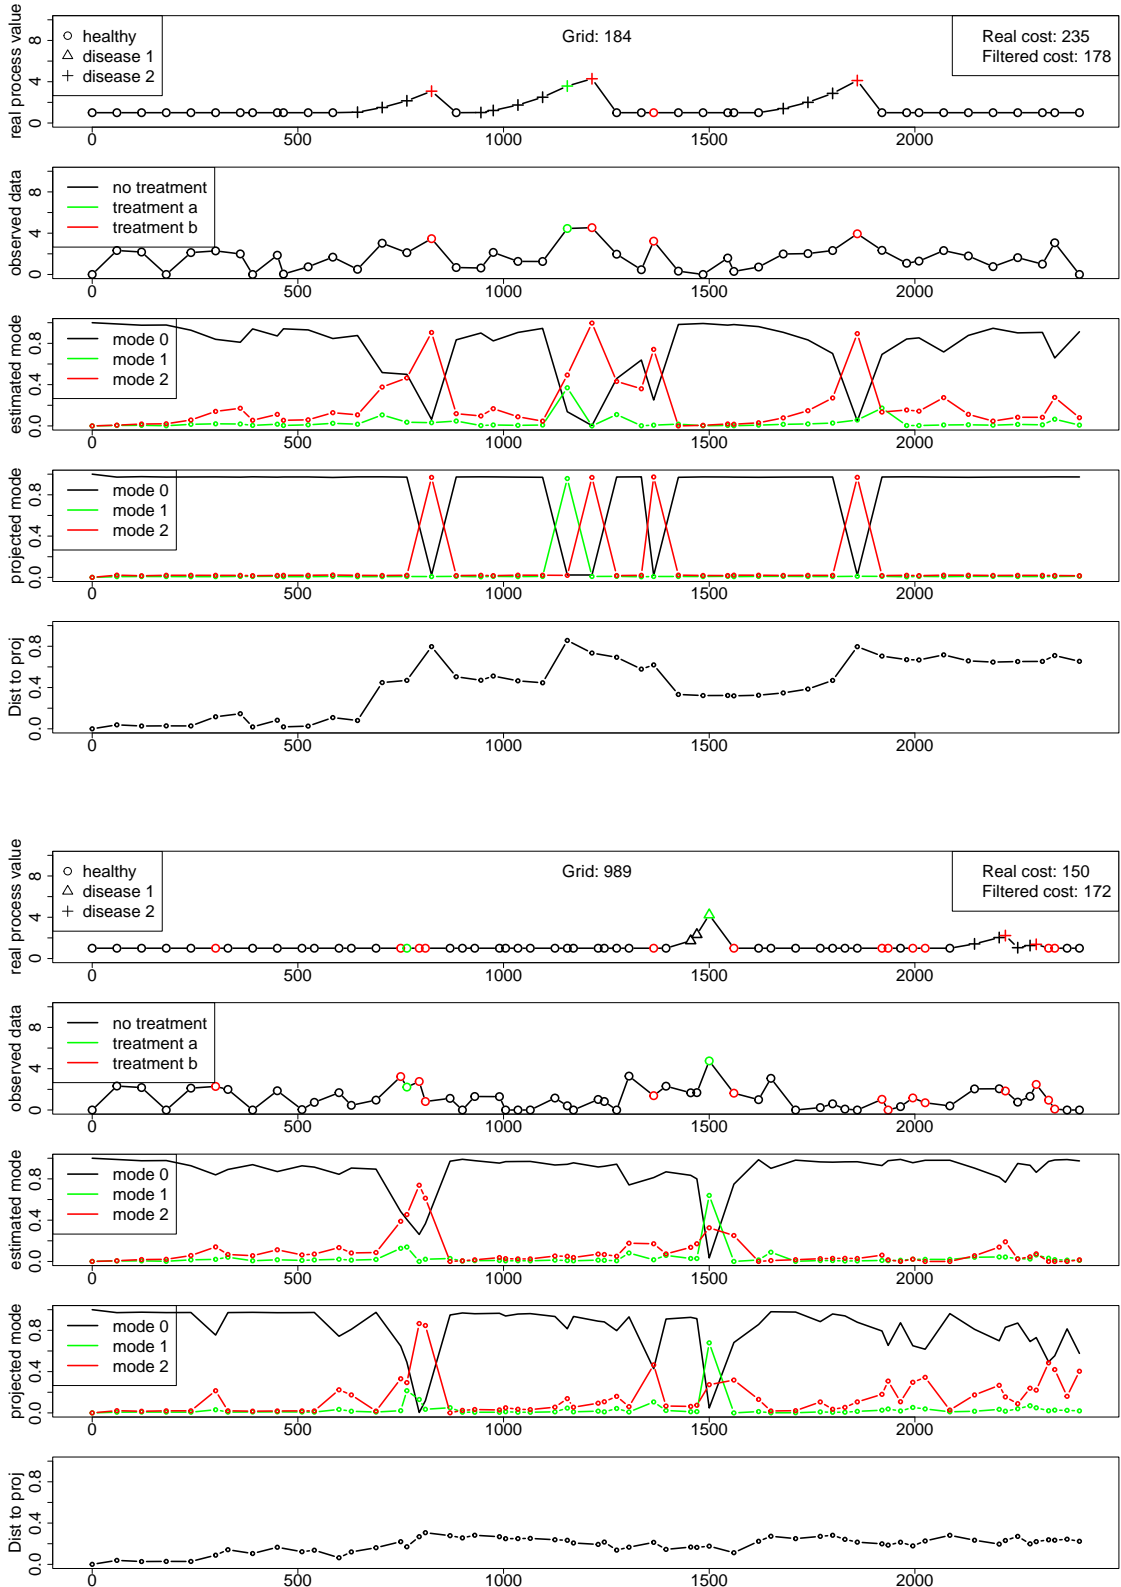 real process value
0 4 8
healthy
disease 1
disease 2
Grid: 184
Real cost: 235
Filtered cost: 178
0 500 1000 1500 2000
observed data
0 4 8
no treatment
treatment a
treatment b
0 500 1000 1500 2000
estimated mode
0.0 0.4 0.8
mode 0
mode 1
mode 2
0 500 1000 1500 2000
projected mode
0.0 0.4 0.8
mode 0
mode 1
mode 2
0 500 1000 1500 2000
Dist to proj
0.0 0.4 0.8
0 500 1000 1500 2000
real process value
0 4 8
healthy
disease 1
disease 2
Grid: 989
Real cost: 150
Filtered cost: 172
0 500 1000 1500 2000
observed data
0 4 8
no treatment
treatment a
treatment b
0 500 1000 1500 2000
estimated mode
0.0 0.4 0.8
mode 0
mode 1
mode 2
0 500 1000 1500 2000
projected mode
0.0 0.4 0.8
mode 0
mode 1
mode 2
0 500 1000 1500 2000
Dist to proj
0.0 0.4 0.8
0 500 1000 1500 2000